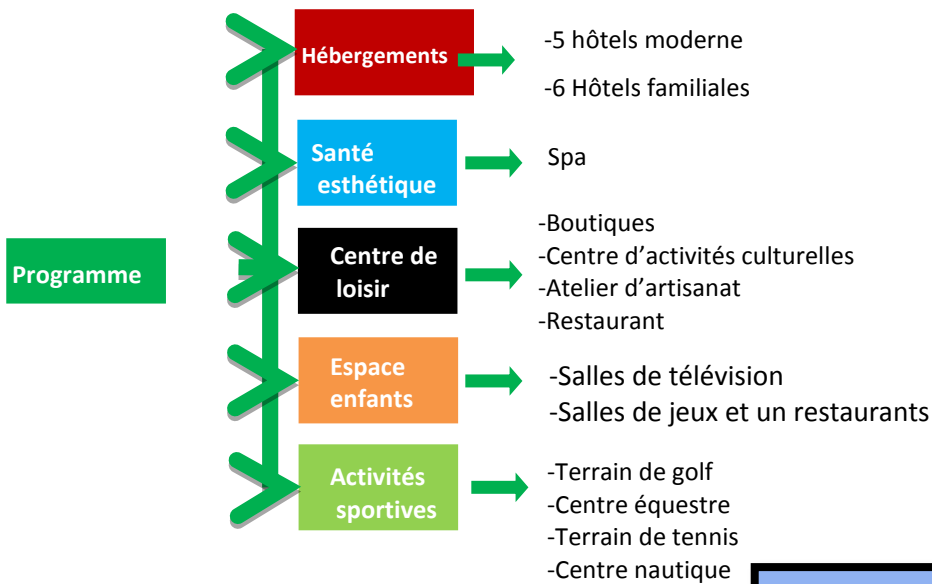 Programme
Hébergements
-5 hôtels moderne
-6 Hôtels familiales
Santé
esthétique
Spa
Centre de
loisir
-Boutiques
-Centre d’activités culturelles
-Atelier d’artisanat
-Restaurant
Espace
enfants
-Salles de télévision
-Salles de jeux et un restaurants
Activités
sportives
-Terrain de golf
-Centre équestre
-Terrain de tennis
-Centre nautique